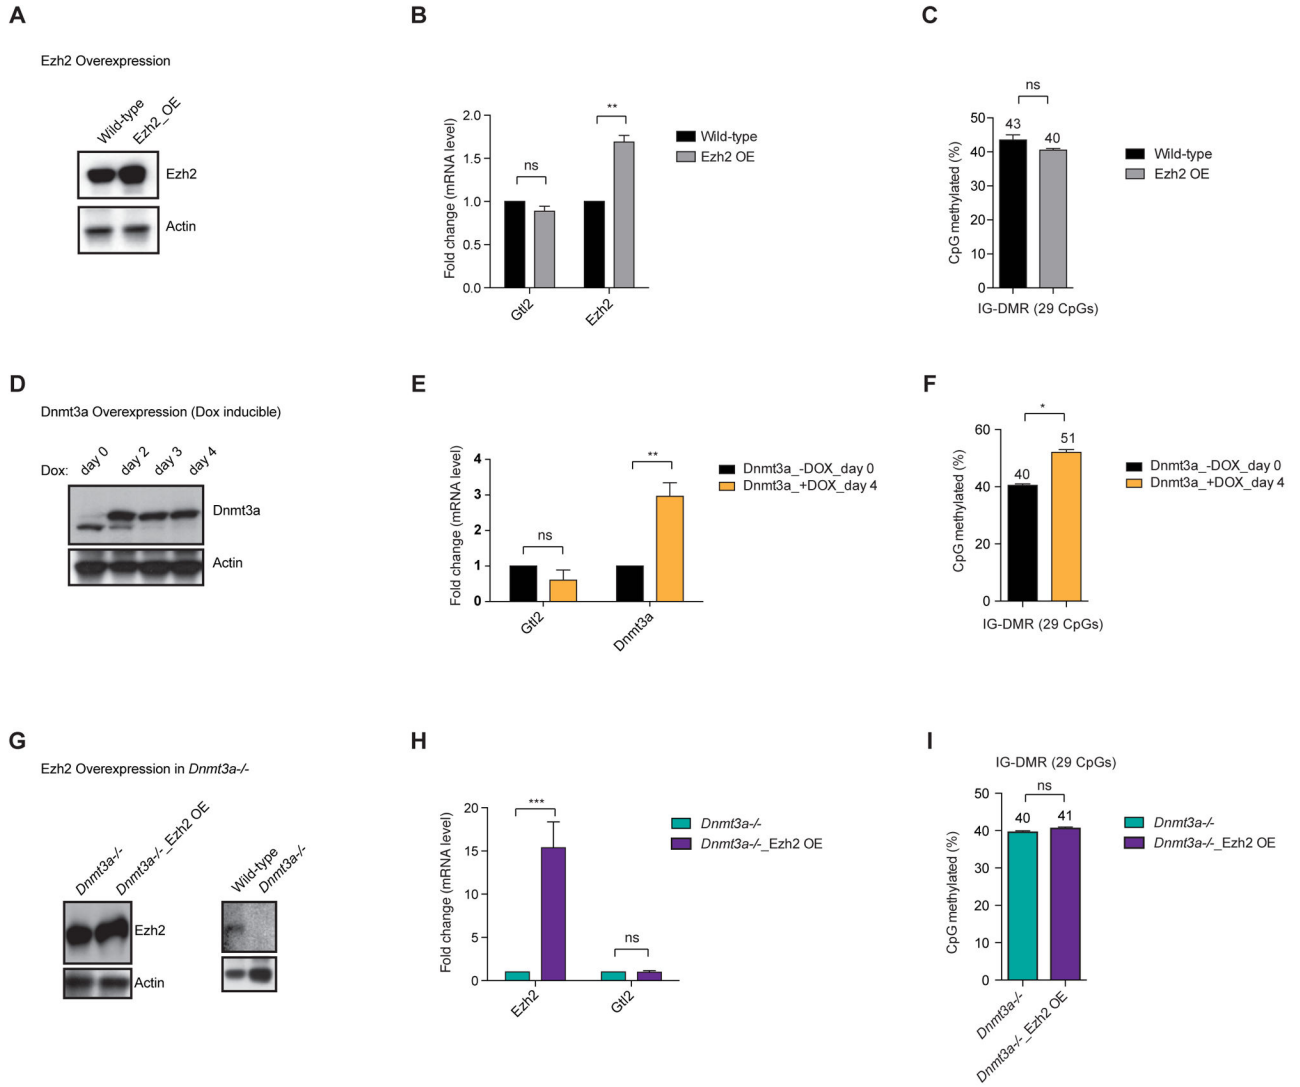 A
Ezh2 Overexpression
Wild-type
Ezh2_OE
Ezh2
Actin
B
Fold change (mRNA level)
2.0
1.5
1.0
0.5
0.0
ns
**
Gtl2
Ezh2
Wild-type
Ezh2 OE
C
CpG methylated (%)
50
40
30
20
10
0
ns
43
40
IG-DMR (29 CpGs)
Wild-type
Ezh2 OE
D
Dnmt3a Overexpression (Dox inducible)
Dox: day 0 day 2 day 3 day 4
Dnmt3a
Actin
E
Fold change (mRNA level)
4
3
2
1
0
ns
**
Gtl2
Dnmt3a
Dnmt3a_-DOX_day 0
Dnmt3a_+DOX_day 4
F
CpG methylated (%)
60
40
20
0
*
40
51
IG-DMR (29 CpGs)
Dnmt3a_-DOX_day 0
Dnmt3a_+DOX_day 4
G
Ezh2 Overexpression in Dnmt3a-/-
Dnmt3a-/-
Dnmt3a-/-_Ezh2 OE
Ezh2
Actin
Wild-type
Dnmt3a-/-
H
Fold change (mRNA level)
20
15
10
5
0
***
ns
Ezh2
Gtl2
Dnmt3a-/-
Dnmt3a-/-_Ezh2 OE
I
IG-DMR (29 CpGs)
CpG methylated (%)
50
40
30
20
10
0
ns
40
41
Dnmt3a-/-
Dnmt3a-/-_Ezh2 OE
Dnmt3a-/-
Dnmt3a-/-_Ezh2 OE